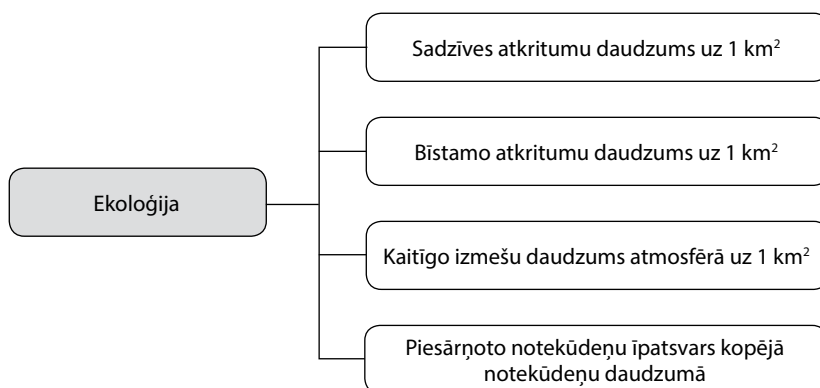 Sadzīves atkritumu daudzums uz 1 km²
Bīstamo atkritumu daudzums uz 1 km²
Ekoloģija
Kaitīgo izmešu daudzums atmosfērā uz 1 km²
Piesārņoto notekūdeņu īpatsvars kopējā
notekūdeņu daudzumā